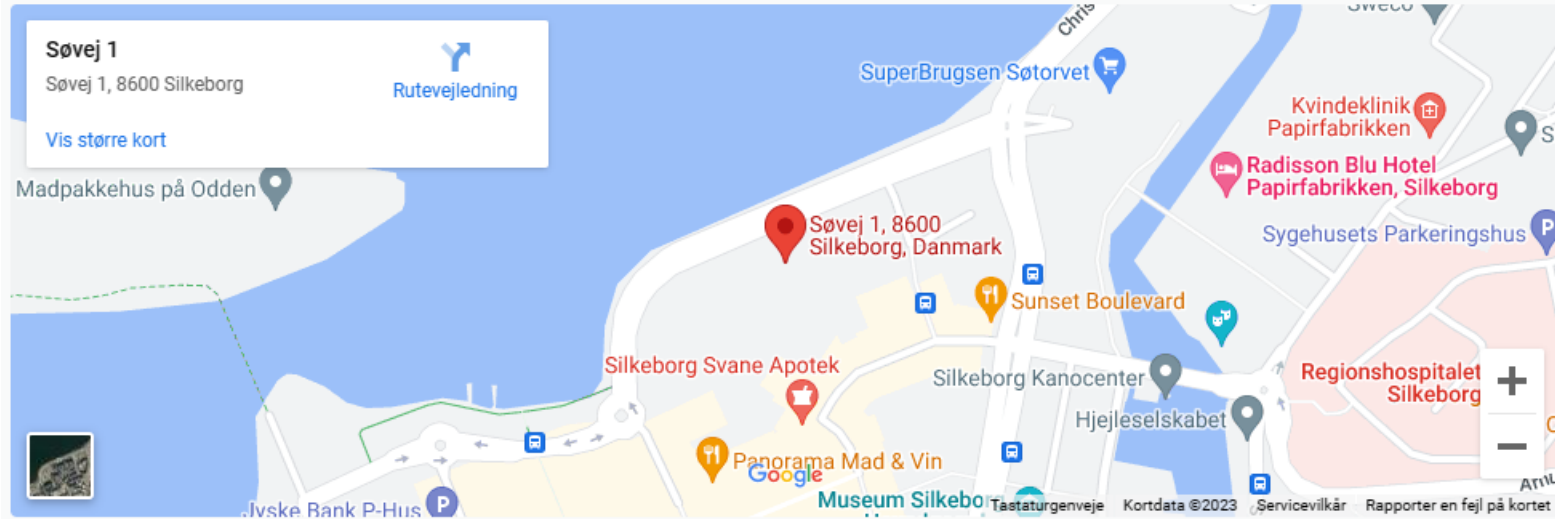 Søvej 1
Søvej 1, 8600 Silkeborg
Rutevejledning
Vis større kort
Madpakkehus på Odden
SuperBrugsen Søtorvet
Kvindeklinik
Papirfabrikken
Radisson Blu Hotel
Papirfabrikken, Silkeborg
Søvej 1, 8600
Silkeborg, Danmark
Sygehusets Parkeringshus
P
Sunset Boulevard
Silkeborg Svane Apotek
Silkeborg Kanocenter
Regionshospitalet
Silkeborg
Hjejleselskabet
Panorama Mad & Vin
Google
Jyske Bank P-Hus
P
Museum
Tastaturgenveje
Kortdata ©2023
Servicevilkår
Rapporter en fejl på kortet